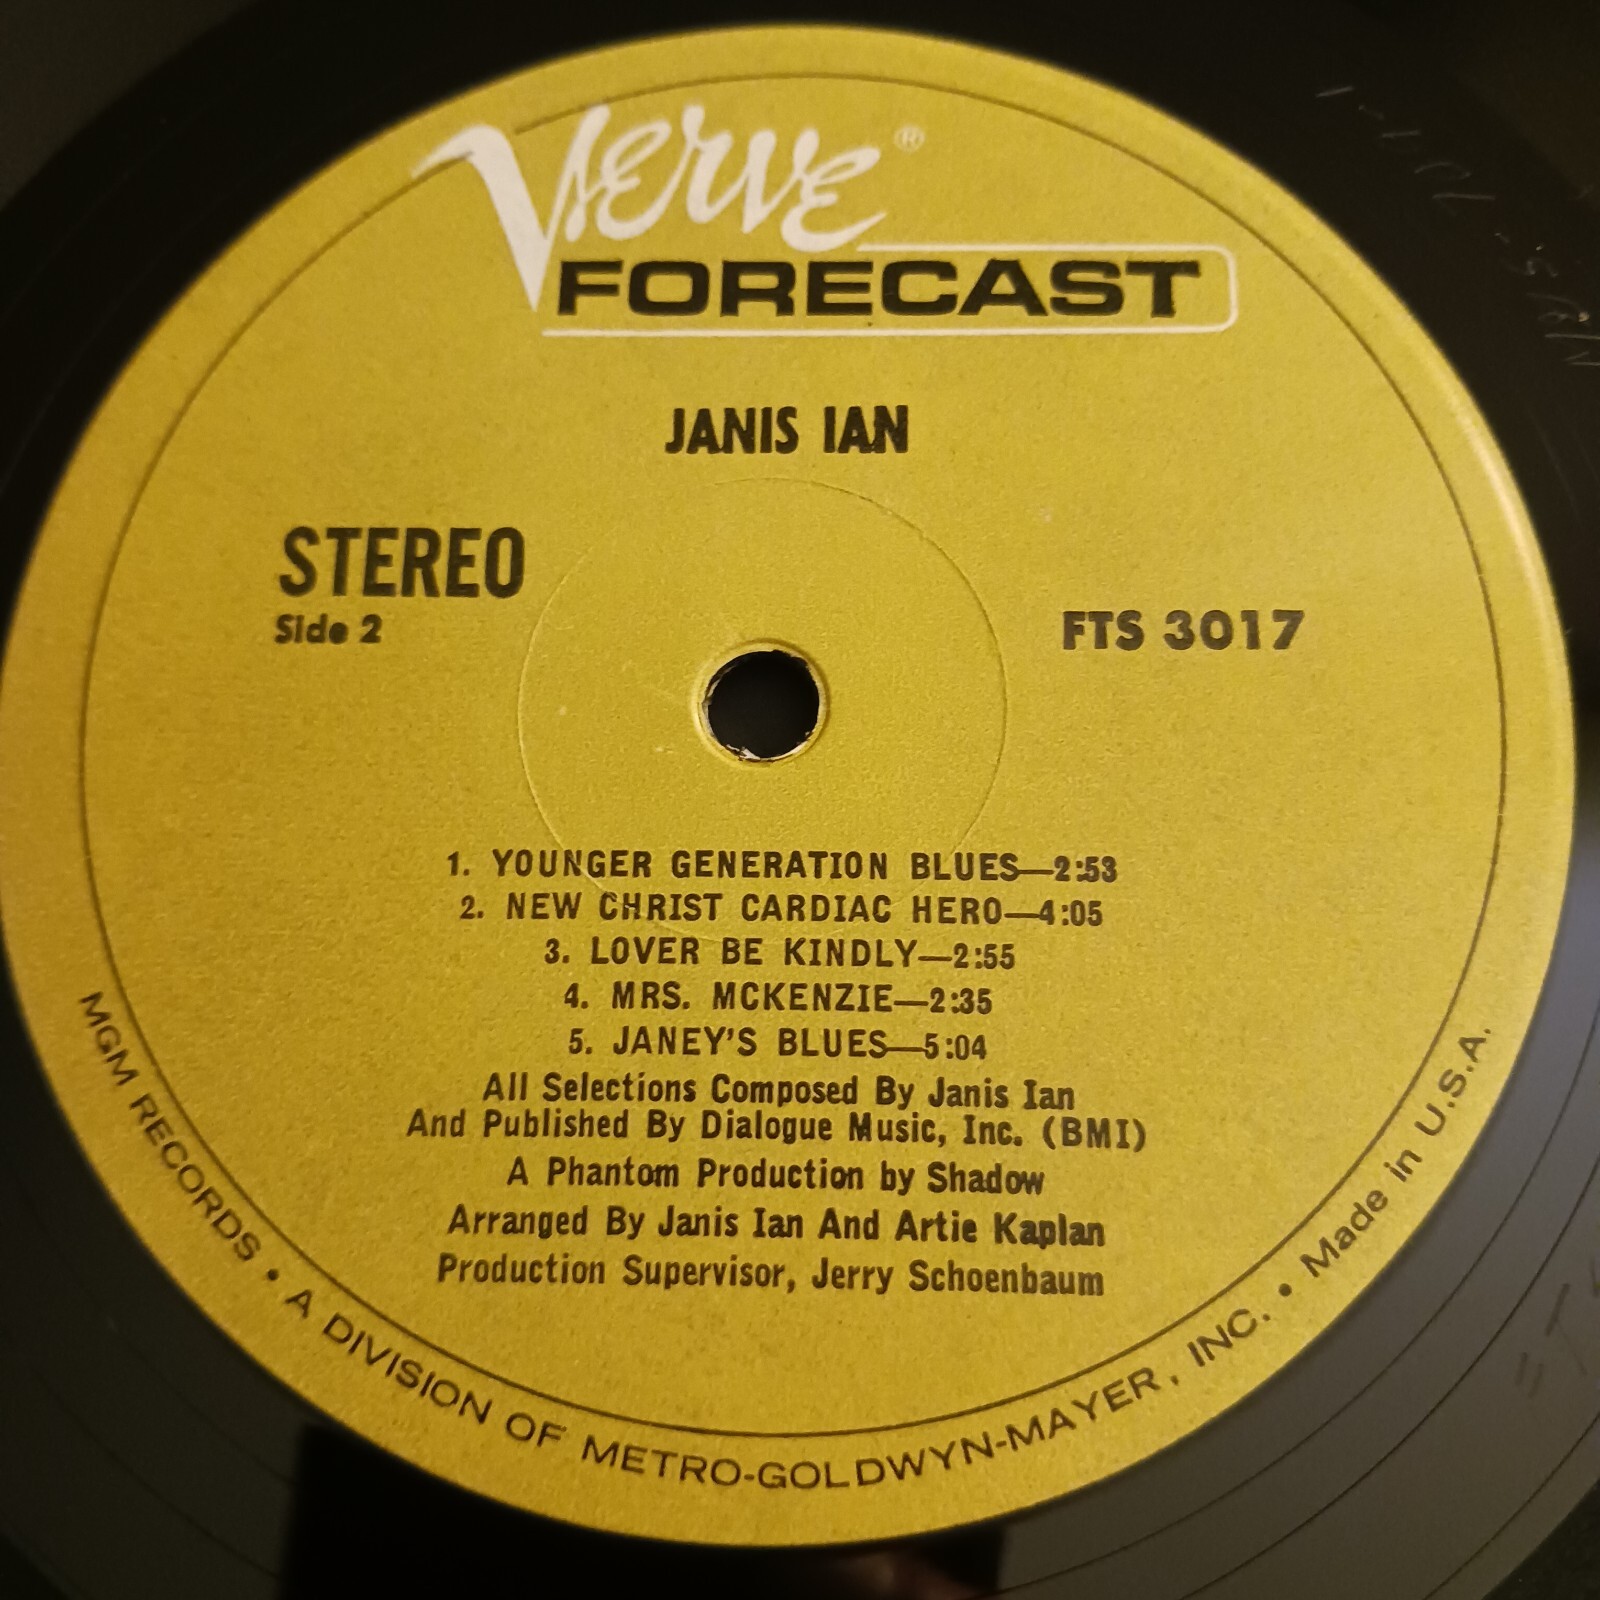 Verve ®
FORECAST
JANIS IAN
STEREO
Side 2
FTS 3017
1. YOUNGER GENERATION BLUES—2:53
2. NEW CHRIST CARDIAC HERO—4:05
3. LOVER BE KINDLY—2:55
4. MRS. MCKENZIE—2:35
5. JANEY'S BLUES—5:04
All Selections Composed By Janis Ian
And Published By Dialogue Music, Inc. (BMI)
A Phantom Production by Shadow
Arranged By Janis Ian And Artie Kaplan
Production Supervisor, Jerry Schoenbaum
MGM RECORDS • A DIVISION OF METRO-GOLDWYN-MAYER, INC. • Made in U.S.A.